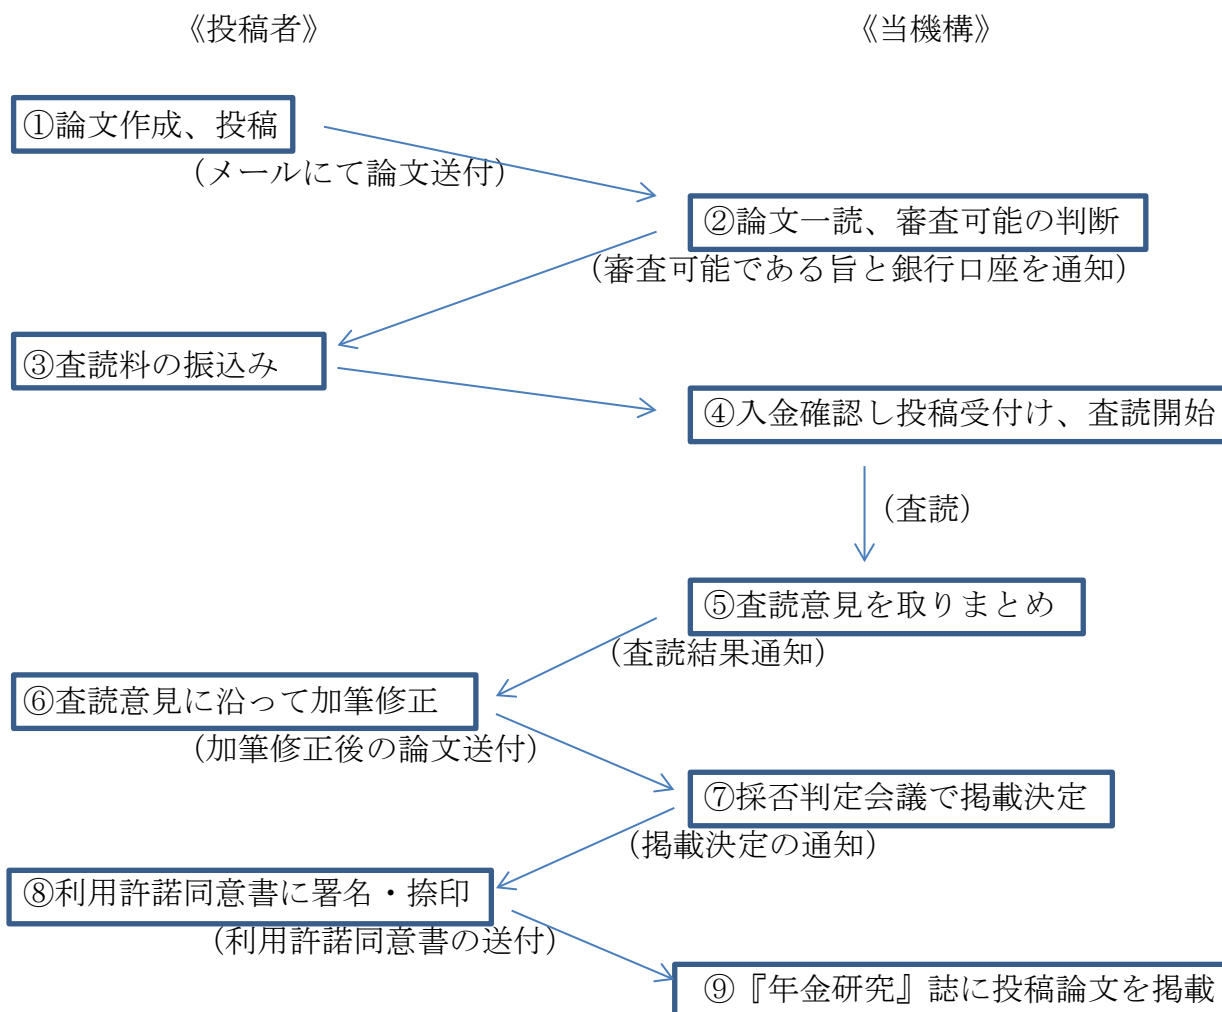 《投稿者》
《当機構》
①論文作成、投稿
（メールにて論文送付）
②論文一読、審査可能の判断
（審査可能である旨と銀行口座を通知）
③査読料の振込み
④入金確認し投稿受付け、査読開始
（査読）
⑤査読意見を取りまとめ
（査読結果通知）
⑥査読意見に沿って加筆修正
（加筆修正後の論文送付）
⑦採否判定会議で掲載決定
（掲載決定の通知）
⑧利用許諾同意書に署名・捺印
（利用許諾同意書の送付）
⑨『年金研究』誌に投稿論文を掲載